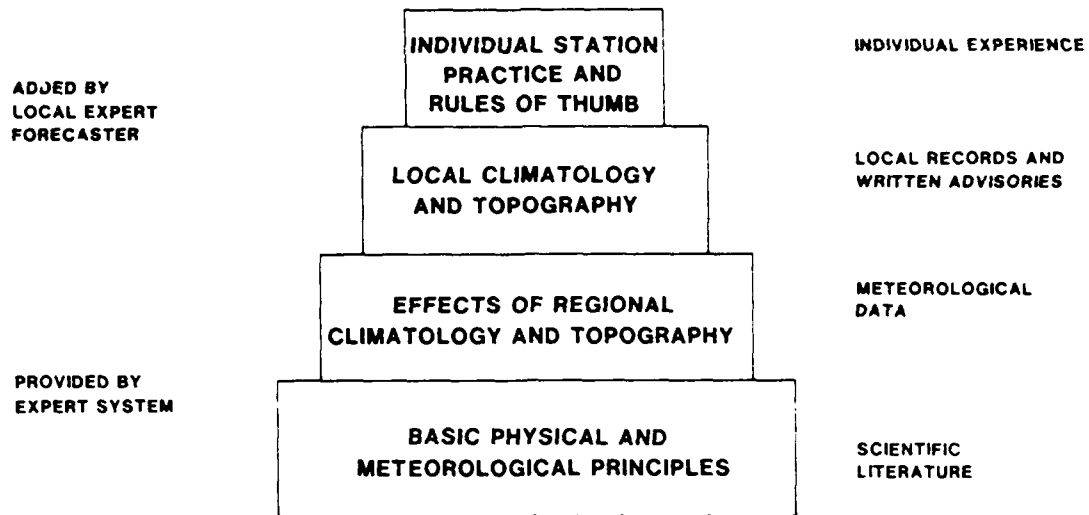 INDIVIDUAL STATION
PRACTICE AND
RULES OF THUMB
INDIVIDUAL EXPERIENCE
ADDED BY
LOCAL EXPERT
FORECASTER
LOCAL CLIMATOLOGY
AND TOPOGRAPHY
LOCAL RECORDS AND
WRITTEN ADVISORIES
EFFECTS OF REGIONAL
CLIMATOLOGY AND TOPOGRAPHY
METEOROLOGICAL
DATA
PROVIDED BY
EXPERT SYSTEM
BASIC PHYSICAL AND
METEOROLOGICAL PRINCIPLES
SCIENTIFIC
LITERATURE